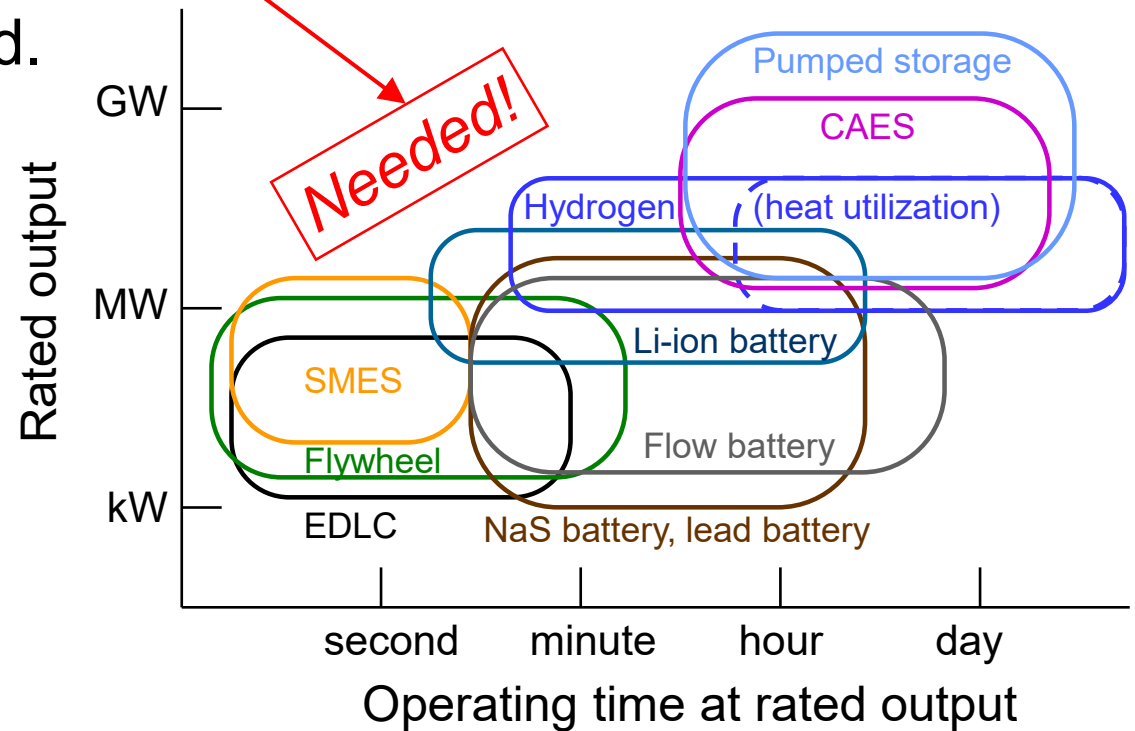 d.
Needed!
Pumped storage
GW
CAES
Hydrogen (heat utilization)
Rated output
MW
Li-ion battery
SMES
Flow battery
Flywheel
kW
EDLC
NaS battery, lead battery
second minute hour day
Operating time at rated output